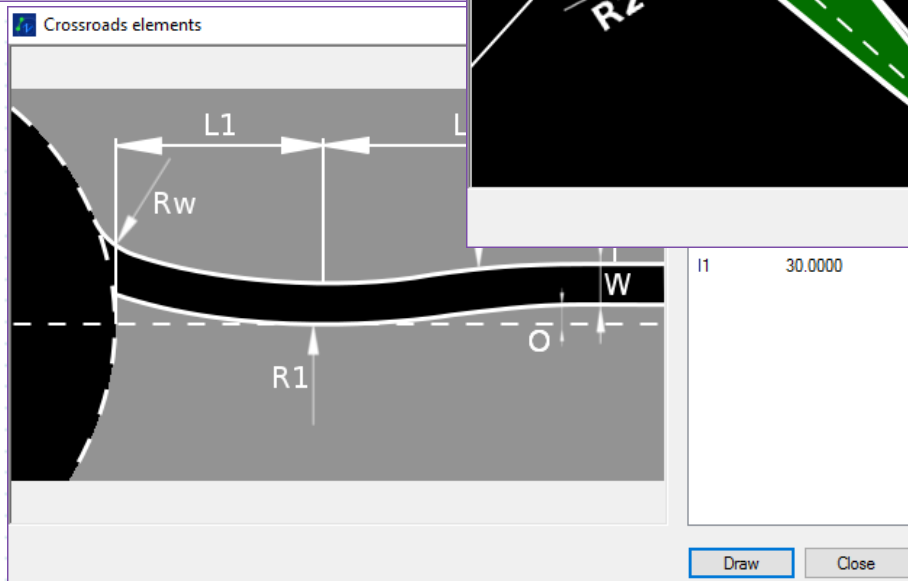 Crossroads elements
R2
L1
L
Rw
l1 30.0000
W
O
R1
Draw Close